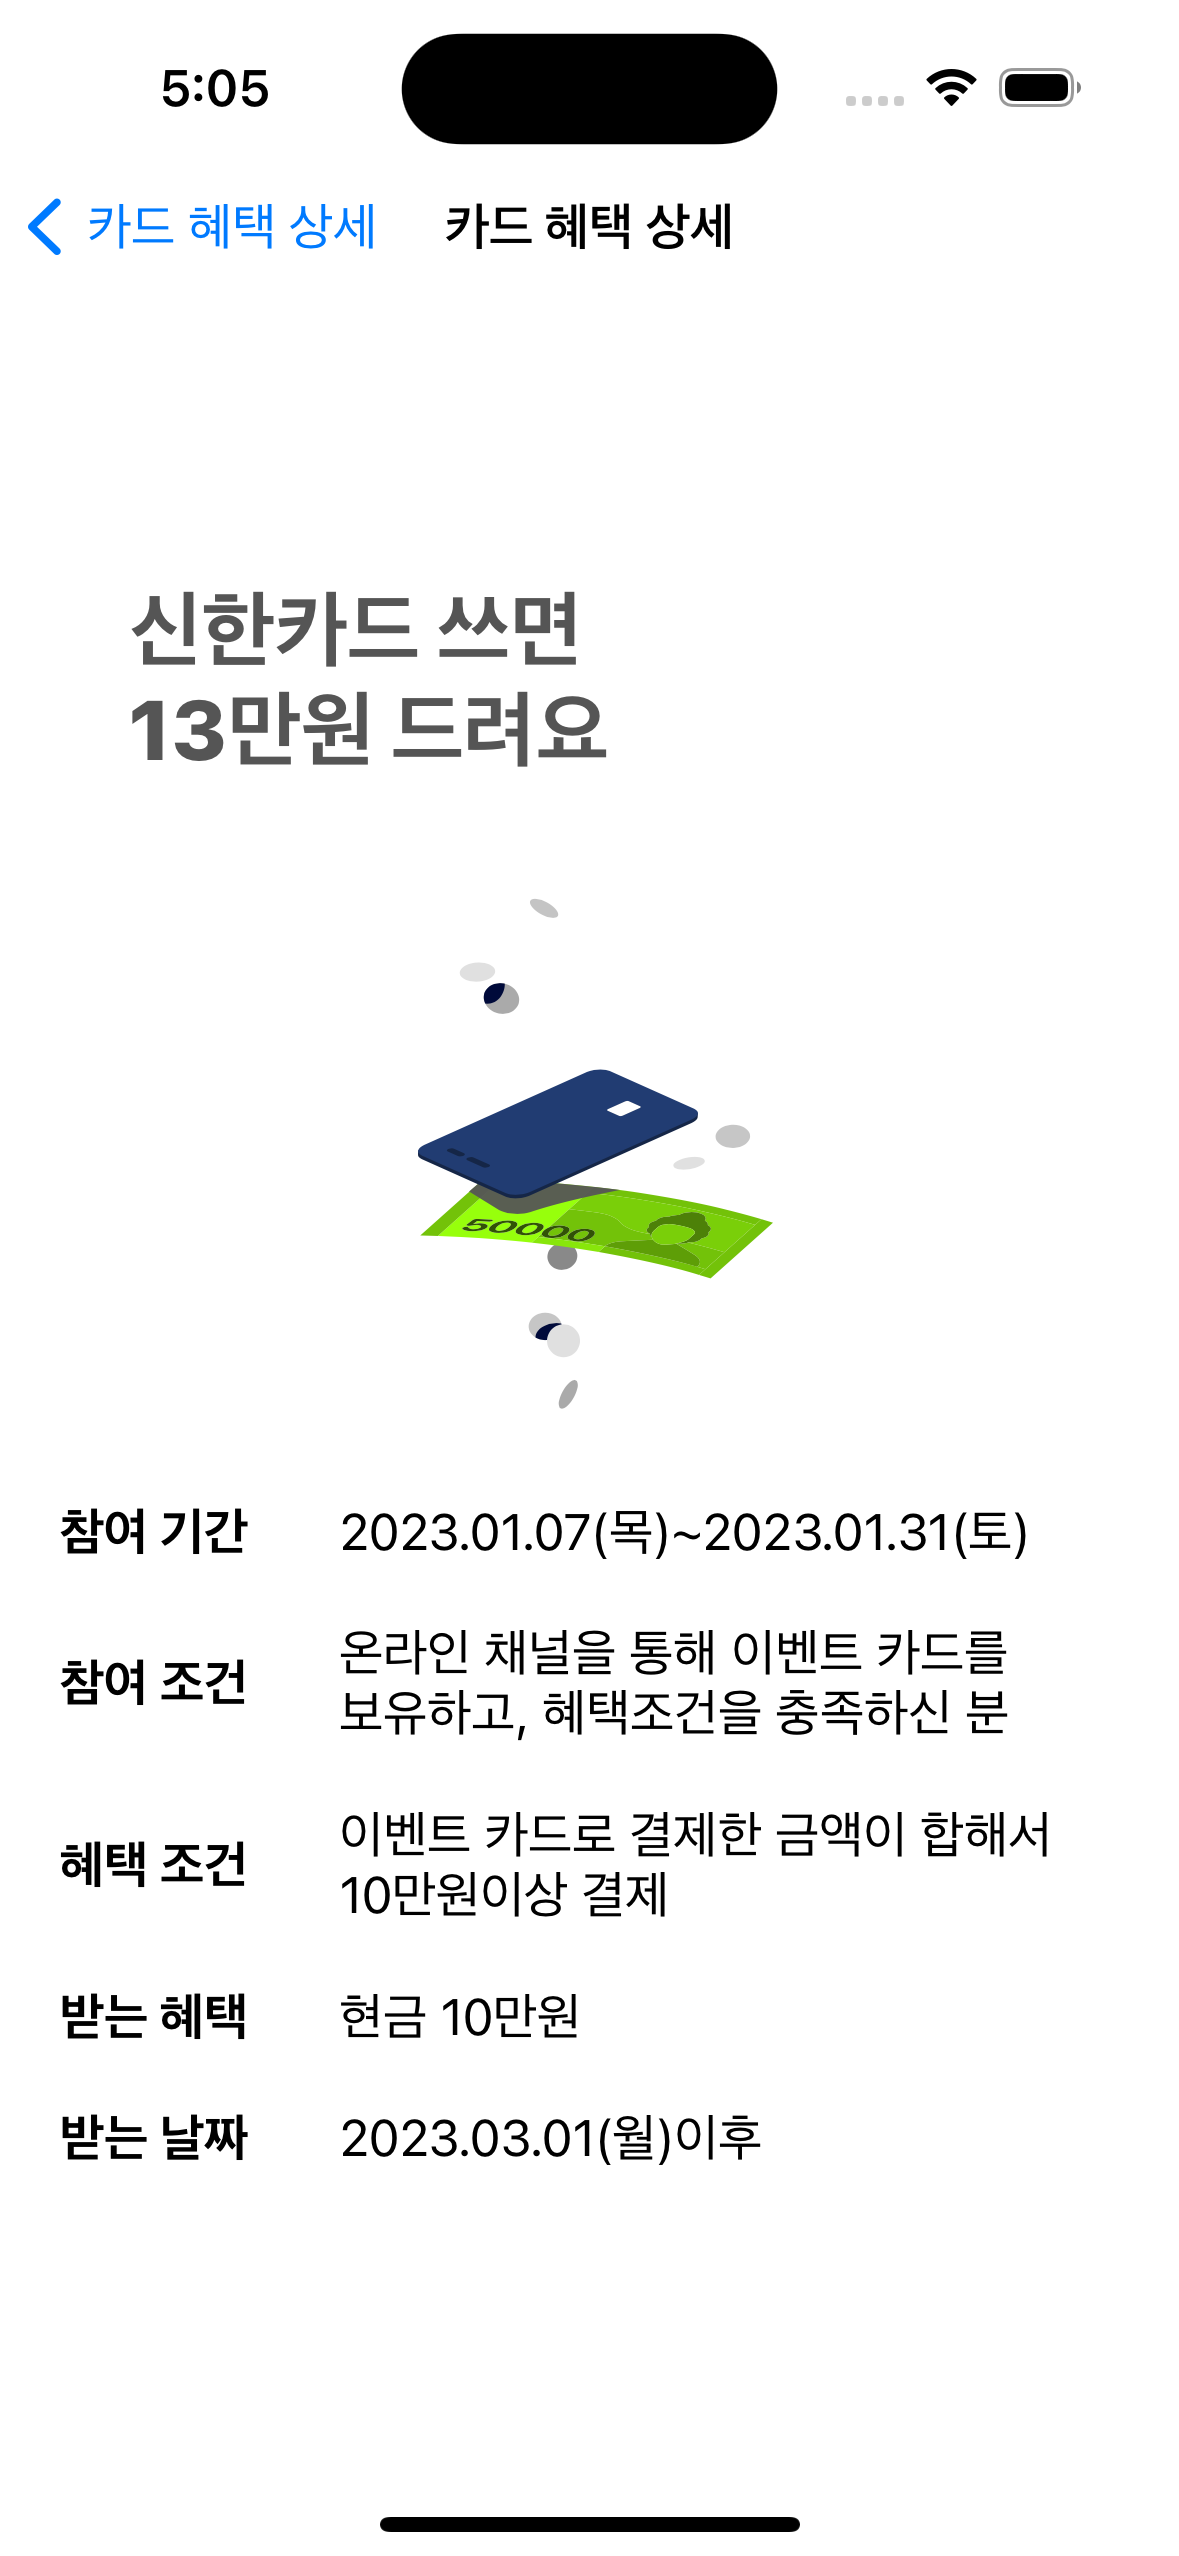 5:05
카드 혜택 상세
카드 혜택 상세
신한카드 쓰면
13만원 드려요
50000
참여 기간
2023.01.07(목)~2023.01.31(토)
참여 조건
온라인 채널을 통해 이벤트 카드를
보유하고, 혜택조건을 충족하신 분
혜택 조건
이벤트 카드로 결제한 금액이 합해서
10만원이상 결제
받는 혜택
현금 10만원
받는 날짜
2023.03.01(월)이후